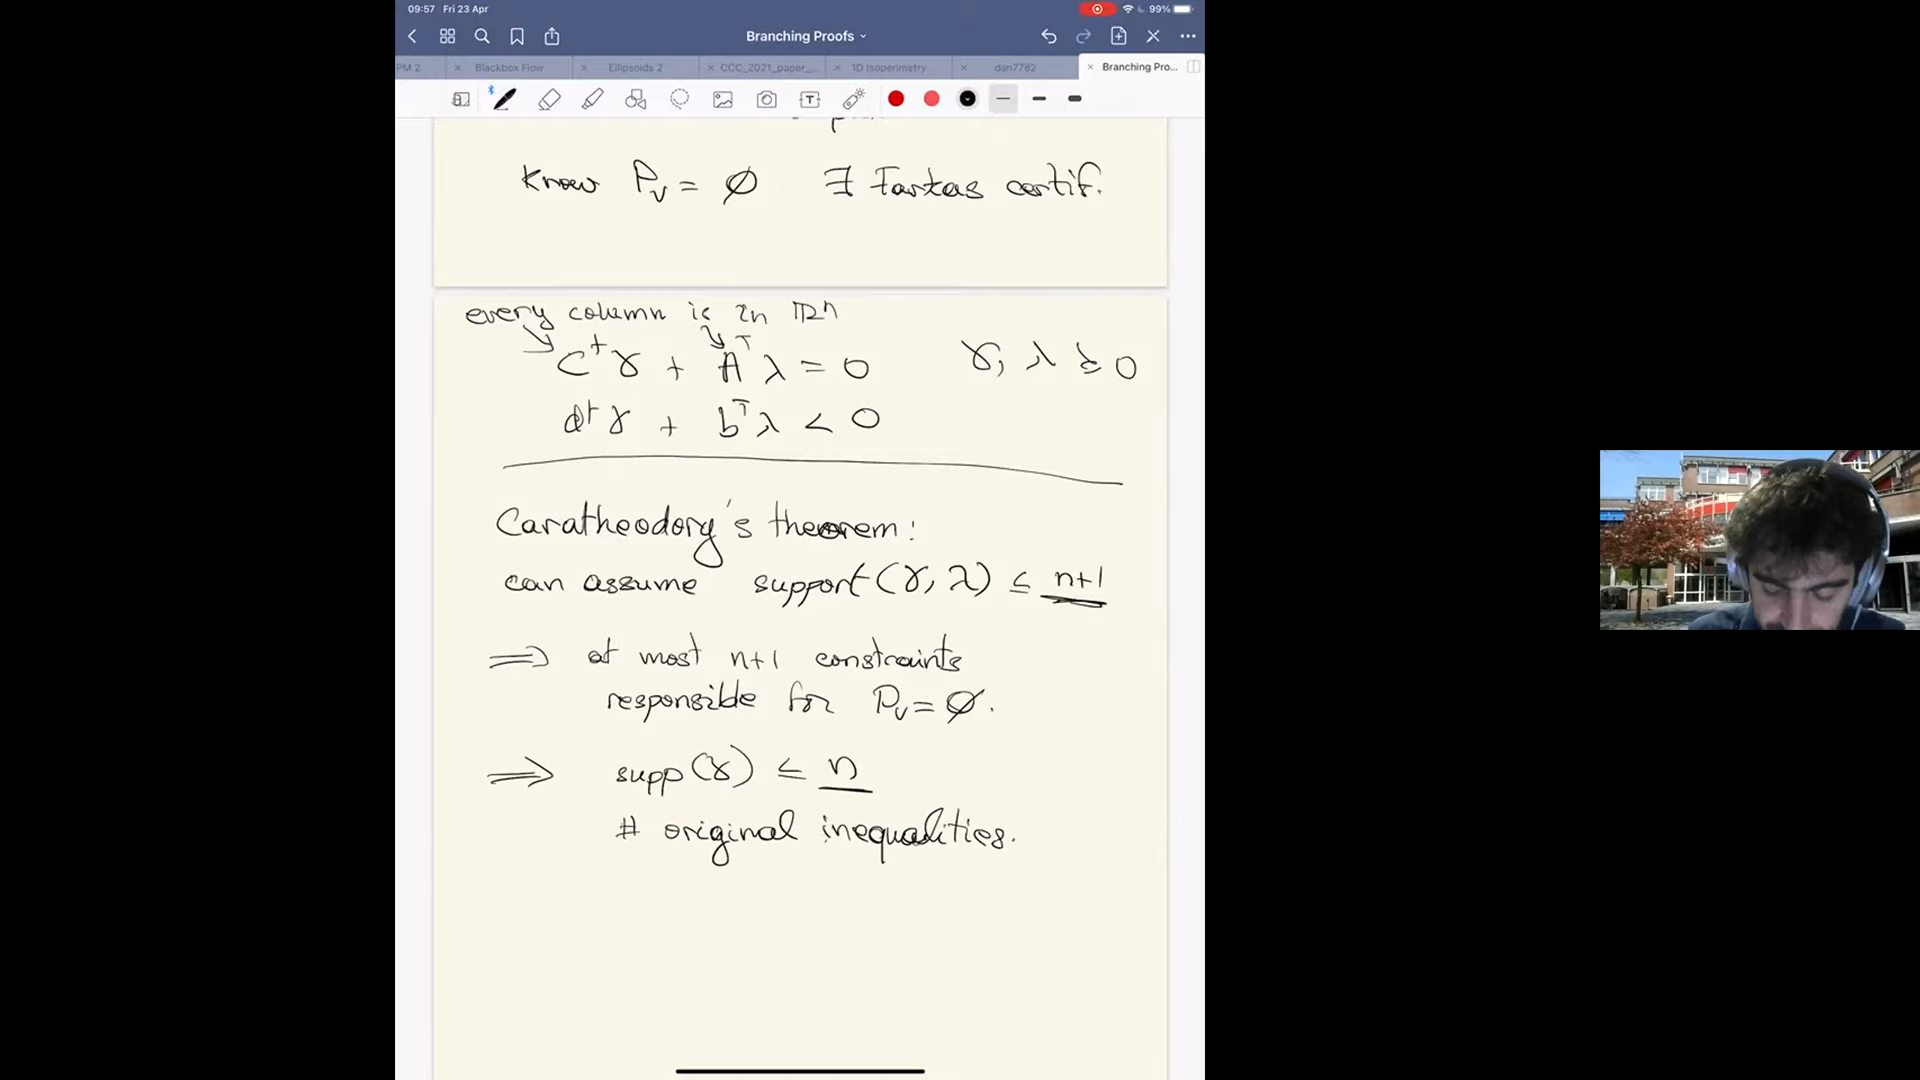 09:57 Fri 23 Apr
99%
Branching Proofs
PM 2
Blackbox Flow
Ellipsoids 2
CCC_2021_paper_...
1D Isoperimetry
dan7782
Branching Pro...
T
Know P_v = ∅ ∃ Farkas certif.
every column is in ℝⁿ
C^T γ + A^T λ = 0 γ, λ ≥ 0
d^T γ + b^T λ < 0
Caratheodory's theorem:
can assume support(γ, λ) ≤ n+1
⟹ at most n+1 constraints
responsible for P_v = ∅.
⟹ supp(γ) ≤ n
# original inequalities.